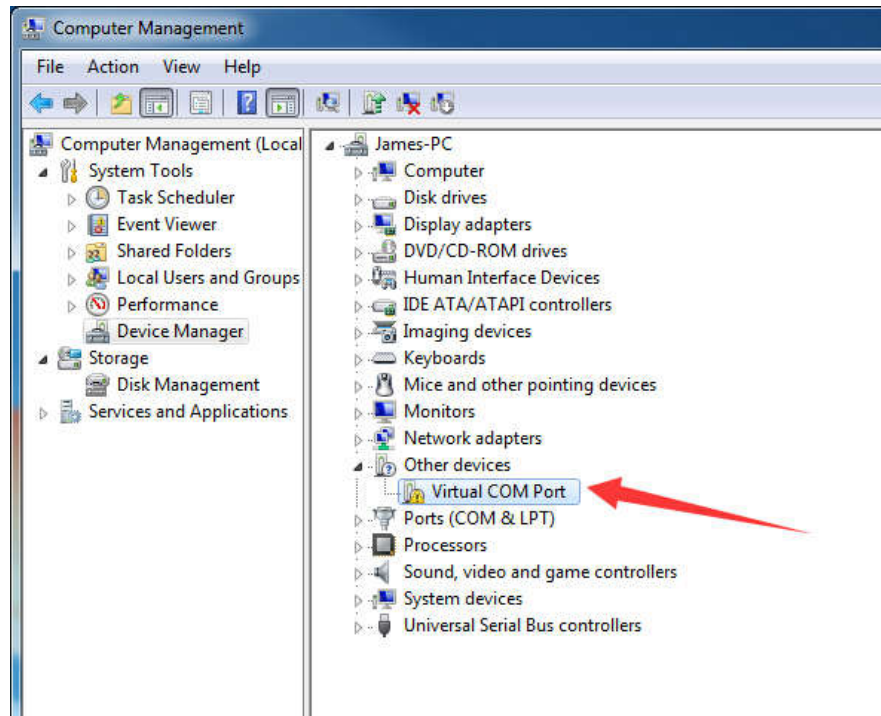 Computer Management
File Action View Help
Computer Management (Local
System Tools
Task Scheduler
Event Viewer
Shared Folders
Local Users and Groups
Performance
Device Manager
Storage
Disk Management
Services and Applications
James-PC
Computer
Disk drives
Display adapters
DVD/CD-ROM drives
Human Interface Devices
IDE ATA/ATAPI controllers
Imaging devices
Keyboards
Mice and other pointing devices
Monitors
Network adapters
Other devices
Virtual COM Port
Ports (COM & LPT)
Processors
Sound, video and game controllers
System devices
Universal Serial Bus controllers